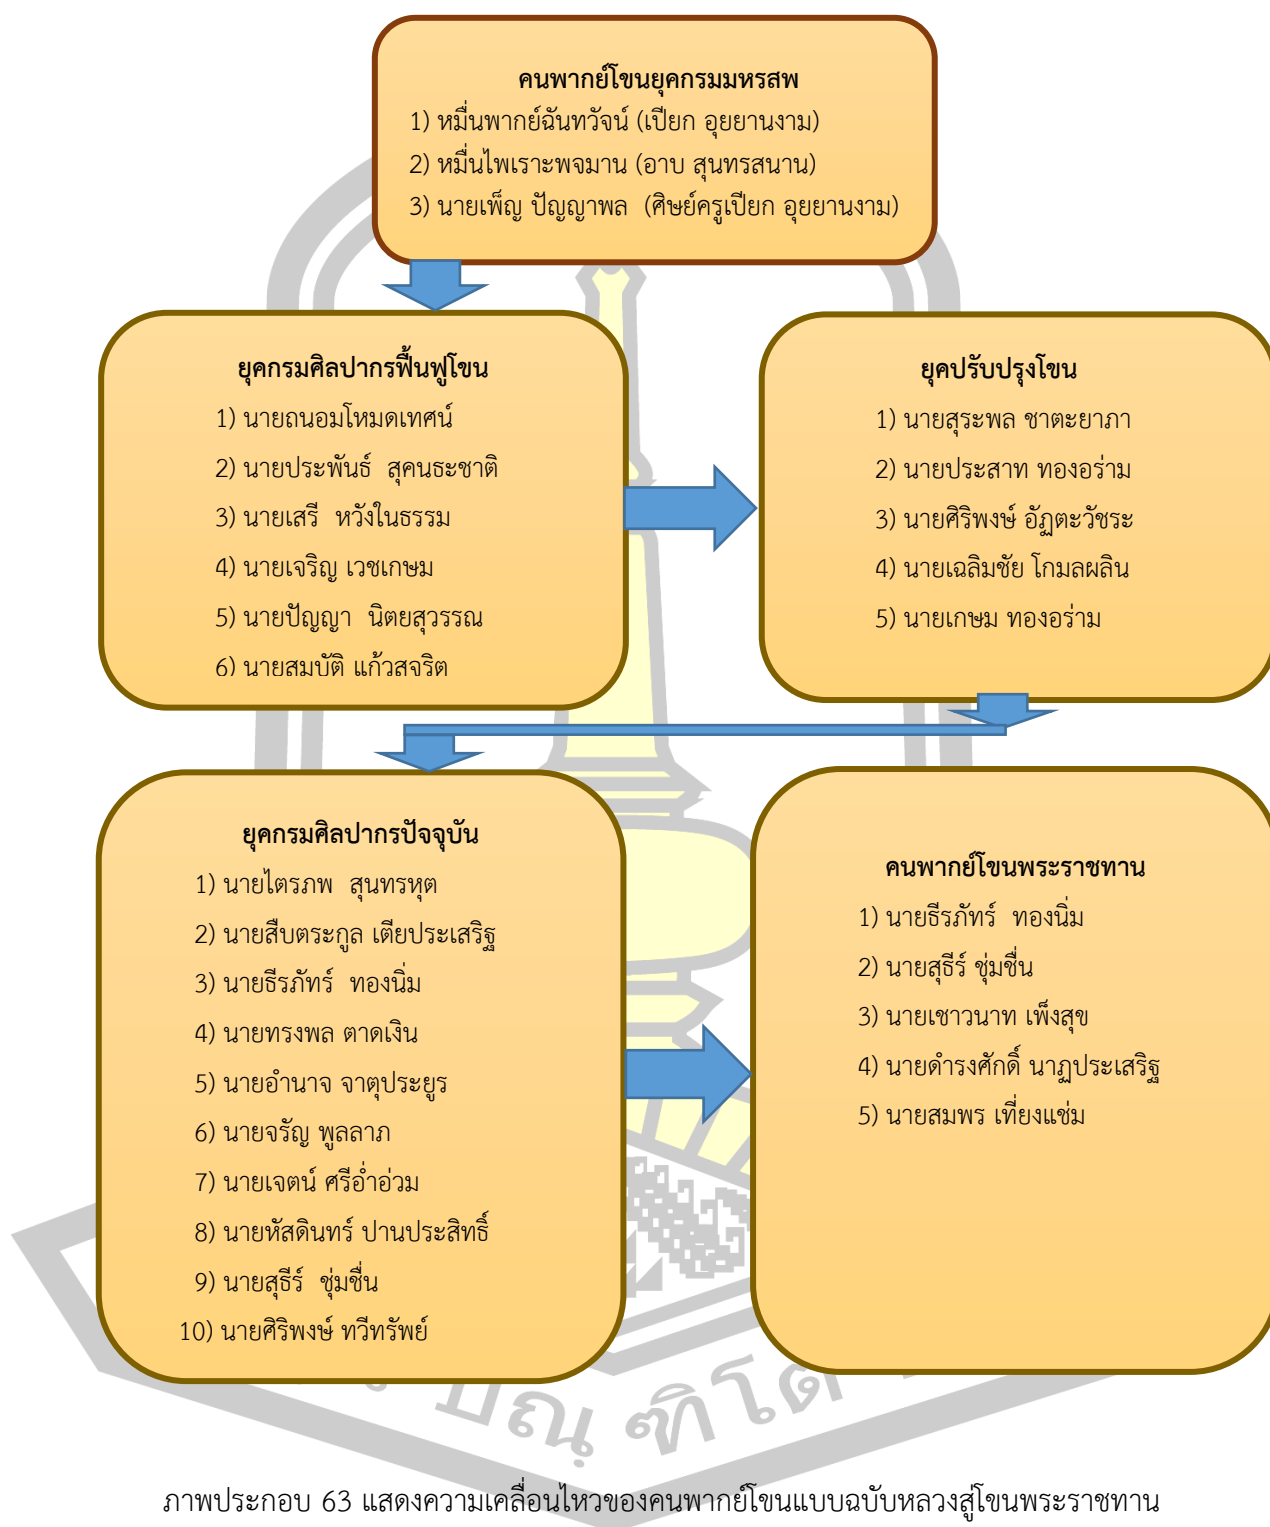 คนพากย์โขนยุคกรมมหรสพ
1) หมื่นพากย์ฉันทวัจน์ (เปียก อุยยานงาม)
2) หมื่นไพเราะพจมาน (อาบ สุนทรสนาน)
3) นายเพ็ญ ปัญญาพล (ศิษย์ครูเปียก อุยยานงาม)
ยุคกรมศิลปากรฟื้นฟูโขน
1) นายถนอมโหมดเทศน์
2) นายประพันธ์ สุคนธะชาติ
3) นายเสรี หวังในธรรม
4) นายเจริญ เวชเกษม
5) นายปัญญา นิตยสุวรรณ
6) นายสมบัติ แก้วสจริต
ยุคปรับปรุงโขน
1) นายสุระพล ชาตะยาภา
2) นายประสาท ทองอร่าม
3) นายศิริพงษ์ อัฏตะวัชระ
4) นายเฉลิมชัย โกมลผลิน
5) นายเกษม ทองอร่าม
ยุคกรมศิลปากรปัจจุบัน
1) นายไตรภพ สุนทรหุต
2) นายสืบตระกูล เตียประเสริฐ
3) นายธีรภัทร์ ทองนิ่ม
4) นายทรงพล ตาดเงิน
5) นายอำนาจ จาตุประยูร
6) นายจรัญ พูลลาภ
7) นายเจตน์ ศรีอ่ำอ่วม
8) นายหัสดินทร์ ปานประสิทธิ์
9) นายสุธีร์ ชุ่มชื่น
10) นายศิริพงษ์ ทวีทรัพย์
คนพากย์โขนพระราชทาน
1) นายธีรภัทร์ ทองนิ่ม
2) นายสุธีร์ ชุ่มชื่น
3) นายเชาวนาท เพ็งสุข
4) นายดำรงศักดิ์ นาฏประเสริฐ
5) นายสมพร เที่ยงแช่ม
ปณฺ ฑิโต
ภาพประกอบ 63 แสดงความเคลื่อนไหวของคนพากย์โขนแบบฉบับหลวงสู่โขนพระราชทาน